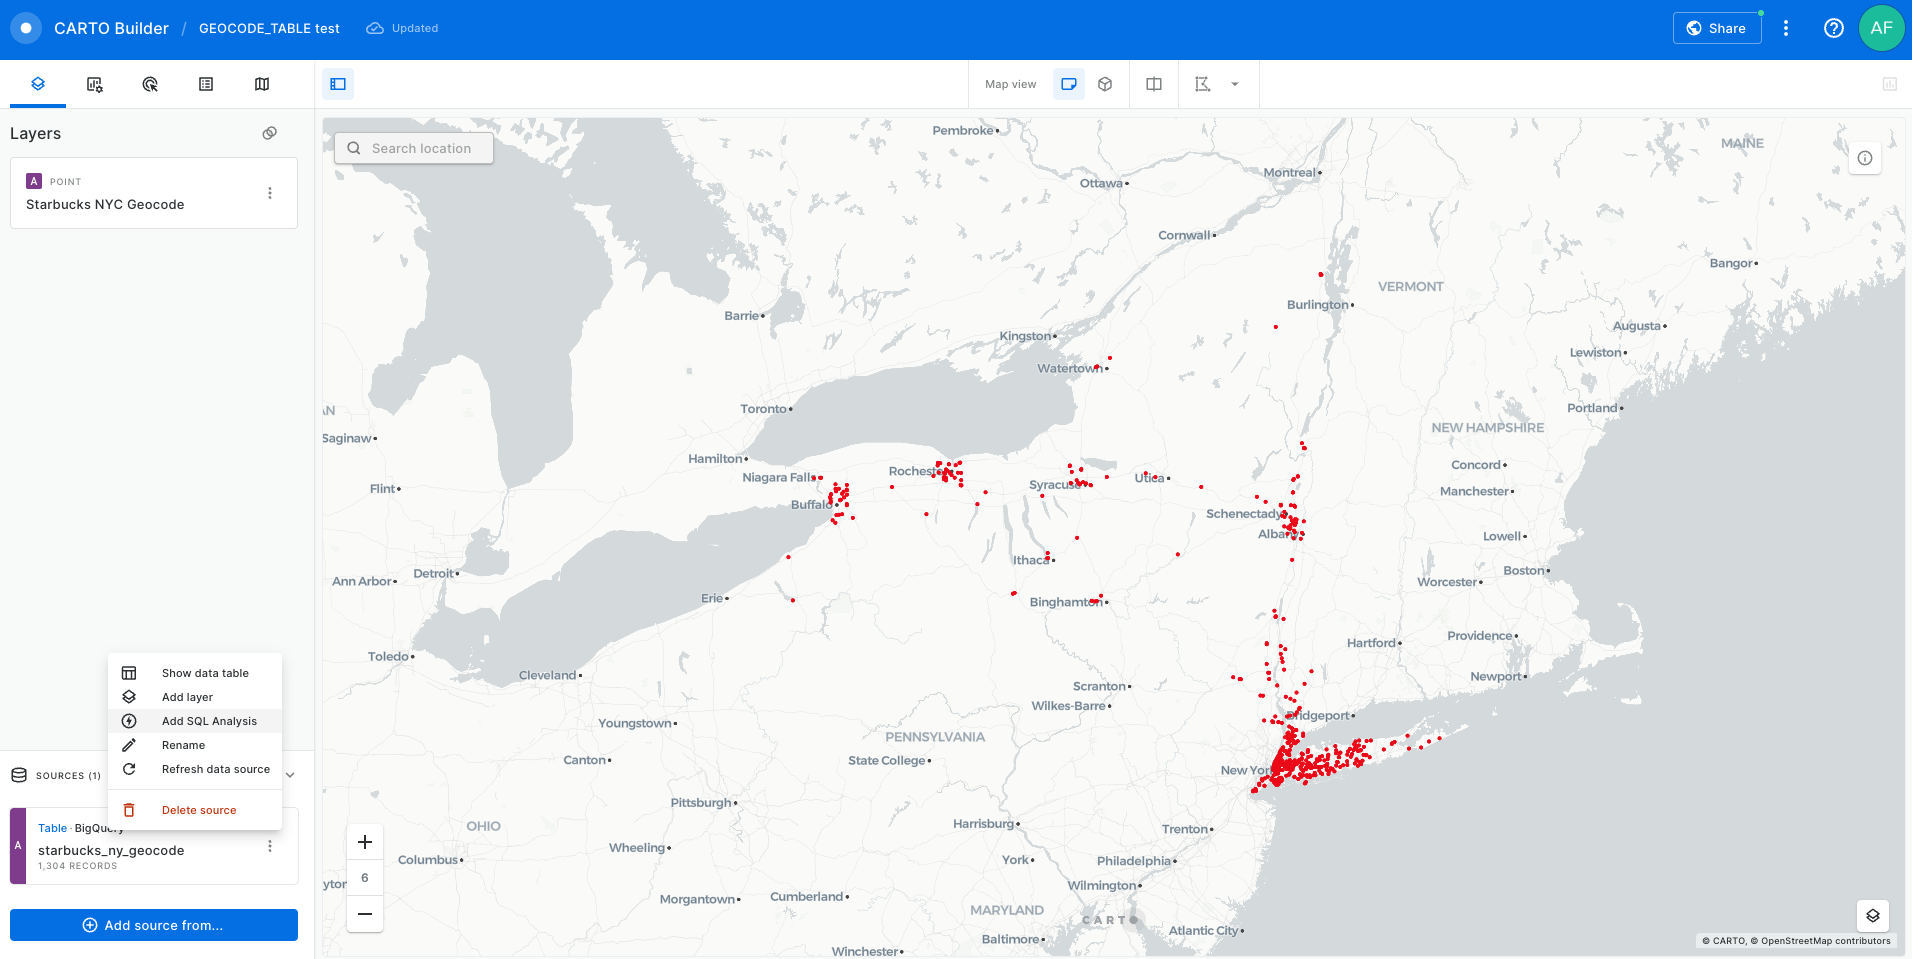 CARTO Builder / GEOCODE_TABLE test Updated
Share
AF
Map view
Layers
A POINT
Starbucks NYC Geocode
Show data table
Add layer
Add SQL Analysis
Rename
Refresh data source
Delete source
SOURCES (1)
Table · BigQuery
A
starbucks_ny_geocode
1,304 RECORDS
Add source from...
Search location
Pembroke
MAINE
Montreal
Ottawa
Cornwall
Bangor
VERMONT
Burlington
Barrie
Augusta
Kingston
Lewiston
Watertown
Toronto
AN
Portland
NEW HAMPSHIRE
Saginaw
Hamilton
Concord
Rochester
Niagara Falls
Utica
Syracuse
Flint
Manchester
Buffalo
Schenectady
Albany
Lowell
Ithaca
Boston
Detroit
Ann Arbor
Worcester
Erie
Binghamton
Providence
Hartford
Toledo
Cleveland
Newport
Scranton
Wilkes-Barre
Bridgeport
Youngstown
PENNSYLVANIA
Canton
State College
New York
Pittsburgh
Harrisburg
OHIO
Trenton
Wheeling
Columbus
York
Philadelphia
6
yton
Wilmington
Cumberland
Morgantown
MARYLAND
CARTO
Atlantic City
Baltimore
Winchester
© CARTO, © OpenStreetMap contributors